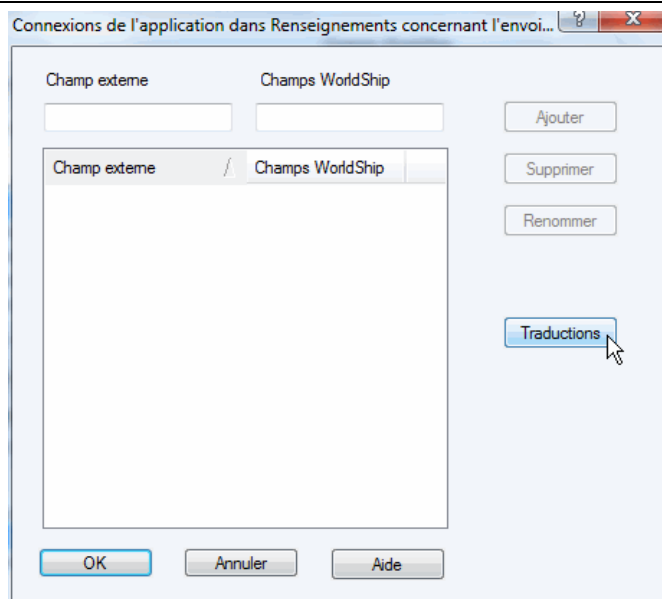 Connexions de l'application dans Renseignements concernant l'envoi...
Champ externe Champs WorldShip
Ajouter
Champ externe Champs WorldShip
Supprimer
Renommer
Traductions
OK Annuler Aide